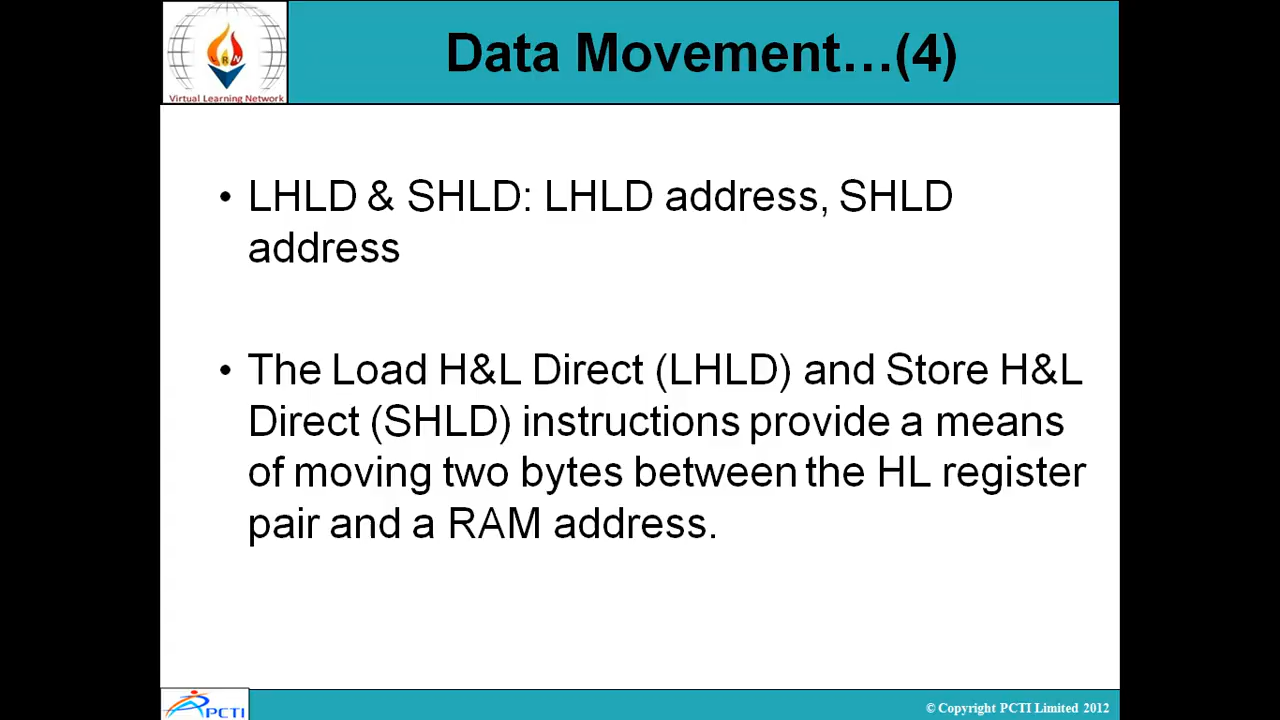 Data Movement…(4)
Virtual Learning Network
• LHLD & SHLD: LHLD address, SHLD
address
• The Load H&L Direct (LHLD) and Store H&L
Direct (SHLD) instructions provide a means
of moving two bytes between the HL register
pair and a RAM address.
PCTI
© Copyright PCTI Limited 2012